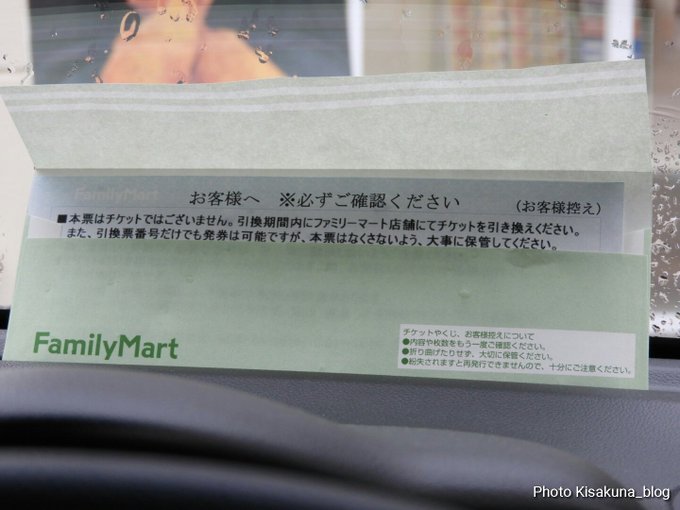 FamilyMart
お客様へ ※必ずご確認ください (お客様控え)
■本票はチケットではございません。引換期間内にファミリーマート店舗にてチケットを引き換えください。
また、引換票番号だけでも発券は可能ですが、本票はなくさないよう、大事に保管してください。
FamilyMart
チケットやくじ、お客様控えについて
●内容や枚数をもう一度ご確認ください。
●折り曲げたりせず、大切に保管ください。
●紛失されますと再発行できませんので、十分にご注意ください。
Photo Kisakuna_blog